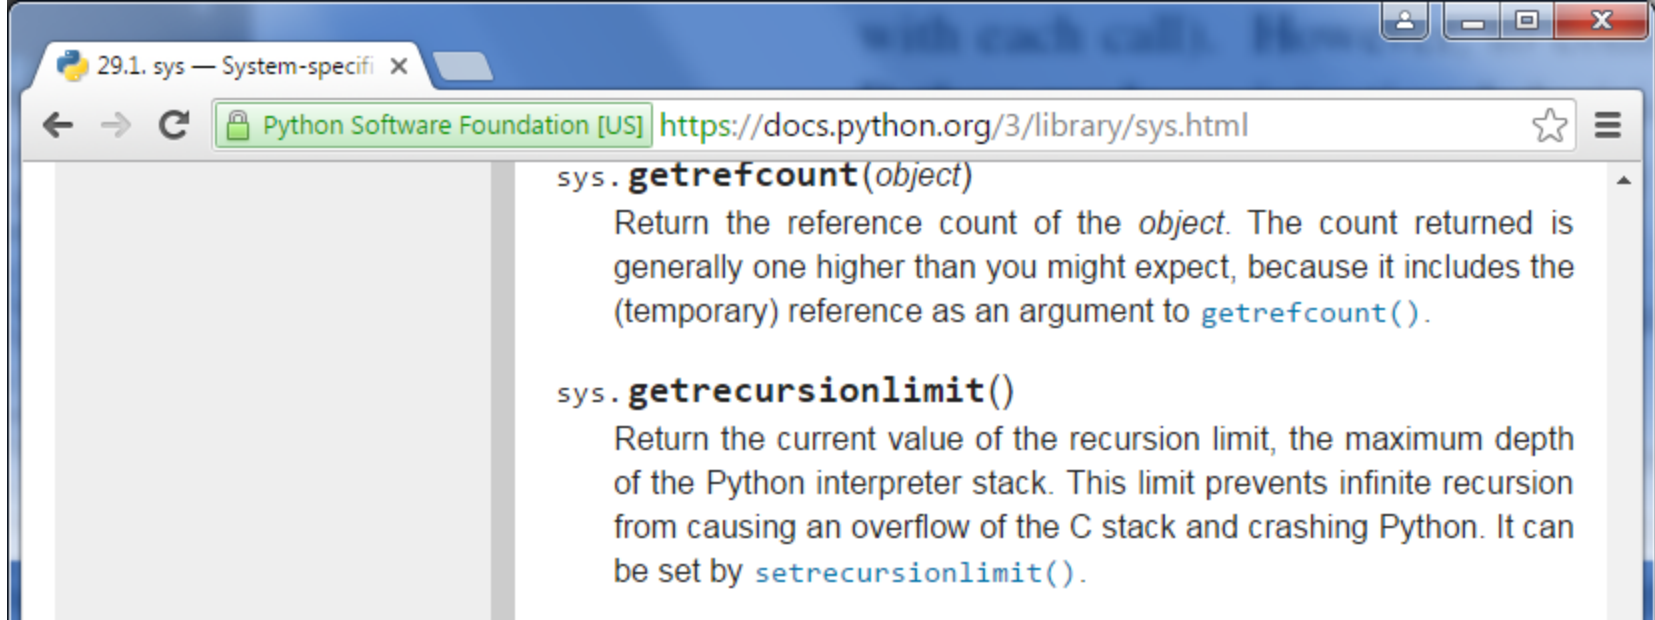 with each call). How
29.1. sys — System-specifi
Python Software Foundation [US] https://docs.python.org/3/library/sys.html
sys.getrefcount(object)
Return the reference count of the object. The count returned is
generally one higher than you might expect, because it includes the
(temporary) reference as an argument to getrefcount().
sys.getrecursionlimit()
Return the current value of the recursion limit, the maximum depth
of the Python interpreter stack. This limit prevents infinite recursion
from causing an overflow of the C stack and crashing Python. It can
be set by setrecursionlimit().